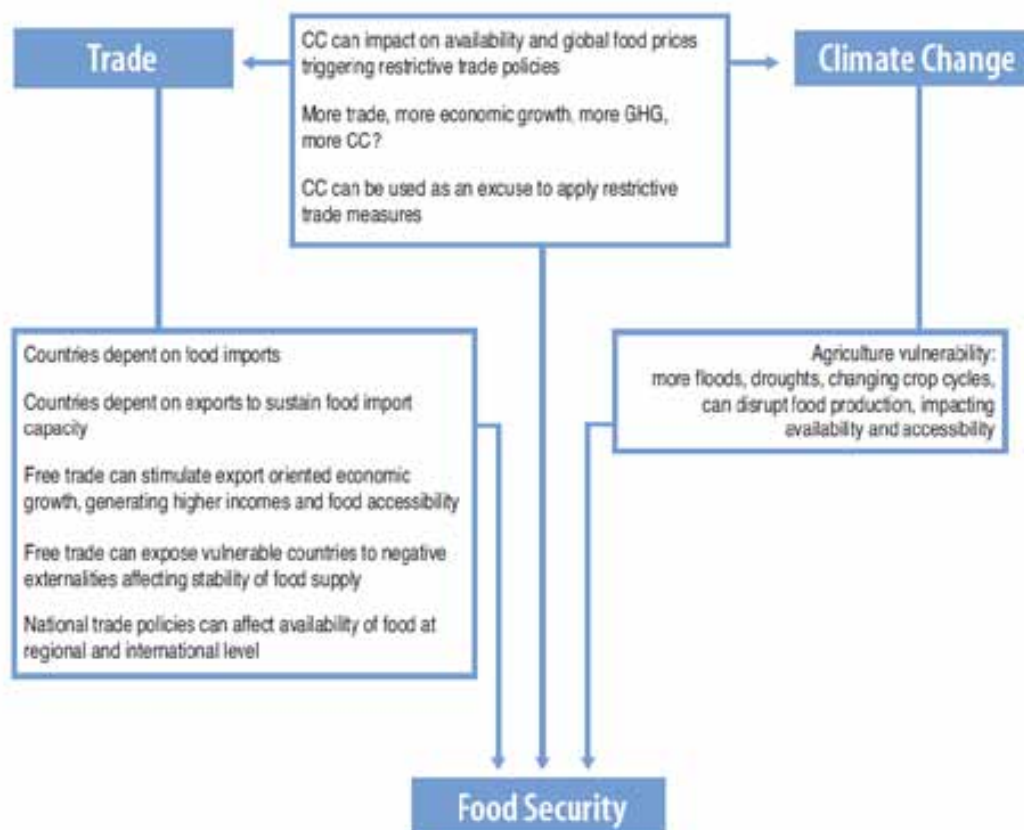 Trade
CC can impact on availability and global food prices
triggering restrictive trade policies
More trade, more economic growth, more GHG,
more CC?
CC can be used as an excuse to apply restrictive
trade measures
Climate Change
Countries depent on food imports
Countries depent on exports to sustain food import
capacity
Free trade can stimulate export oriented economic
growth, generating higher incomes and food accessibility
Free trade can expose vulnerable countries to negative
externalities affecting stability of food supply
National trade policies can affect availability of food at
regional and international level
Agriculture vulnerability:
more floods, droughts, changing crop cycles,
can disrupt food production, impacting
availability and accessibility
Food Security